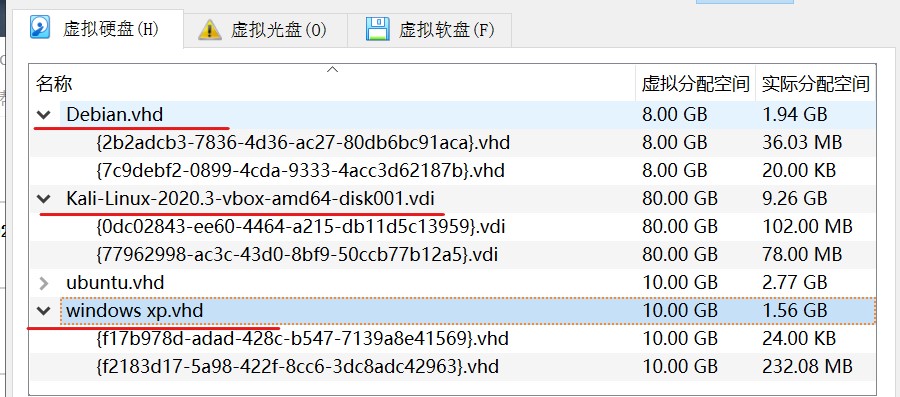 虚拟硬盘(H) 虚拟光盘(O) 虚拟软盘(F)
名称 虚拟分配空间 实际分配空间
Debian.vhd 8.00 GB 1.94 GB
{2b2adcb3-7836-4d36-ac27-80db6bc91aca}.vhd 8.00 GB 36.03 MB
{7c9debf2-0899-4cda-9333-4acc3d62187b}.vhd 8.00 GB 20.00 KB
Kali-Linux-2020.3-vbox-amd64-disk001.vdi 80.00 GB 9.26 GB
{0dc02843-ee60-4464-a215-db11d5c13959}.vdi 80.00 GB 102.00 MB
{77962998-ac3c-43d0-8bf9-50ccb77b12a5}.vdi 80.00 GB 78.00 MB
ubuntu.vhd 10.00 GB 2.77 GB
windows xp.vhd 10.00 GB 1.56 GB
{f17b978d-adad-428c-b547-7139a8e41569}.vhd 10.00 GB 24.00 KB
{f2183d17-5a98-422f-8cc6-3dc8adc42963}.vhd 10.00 GB 232.08 MB